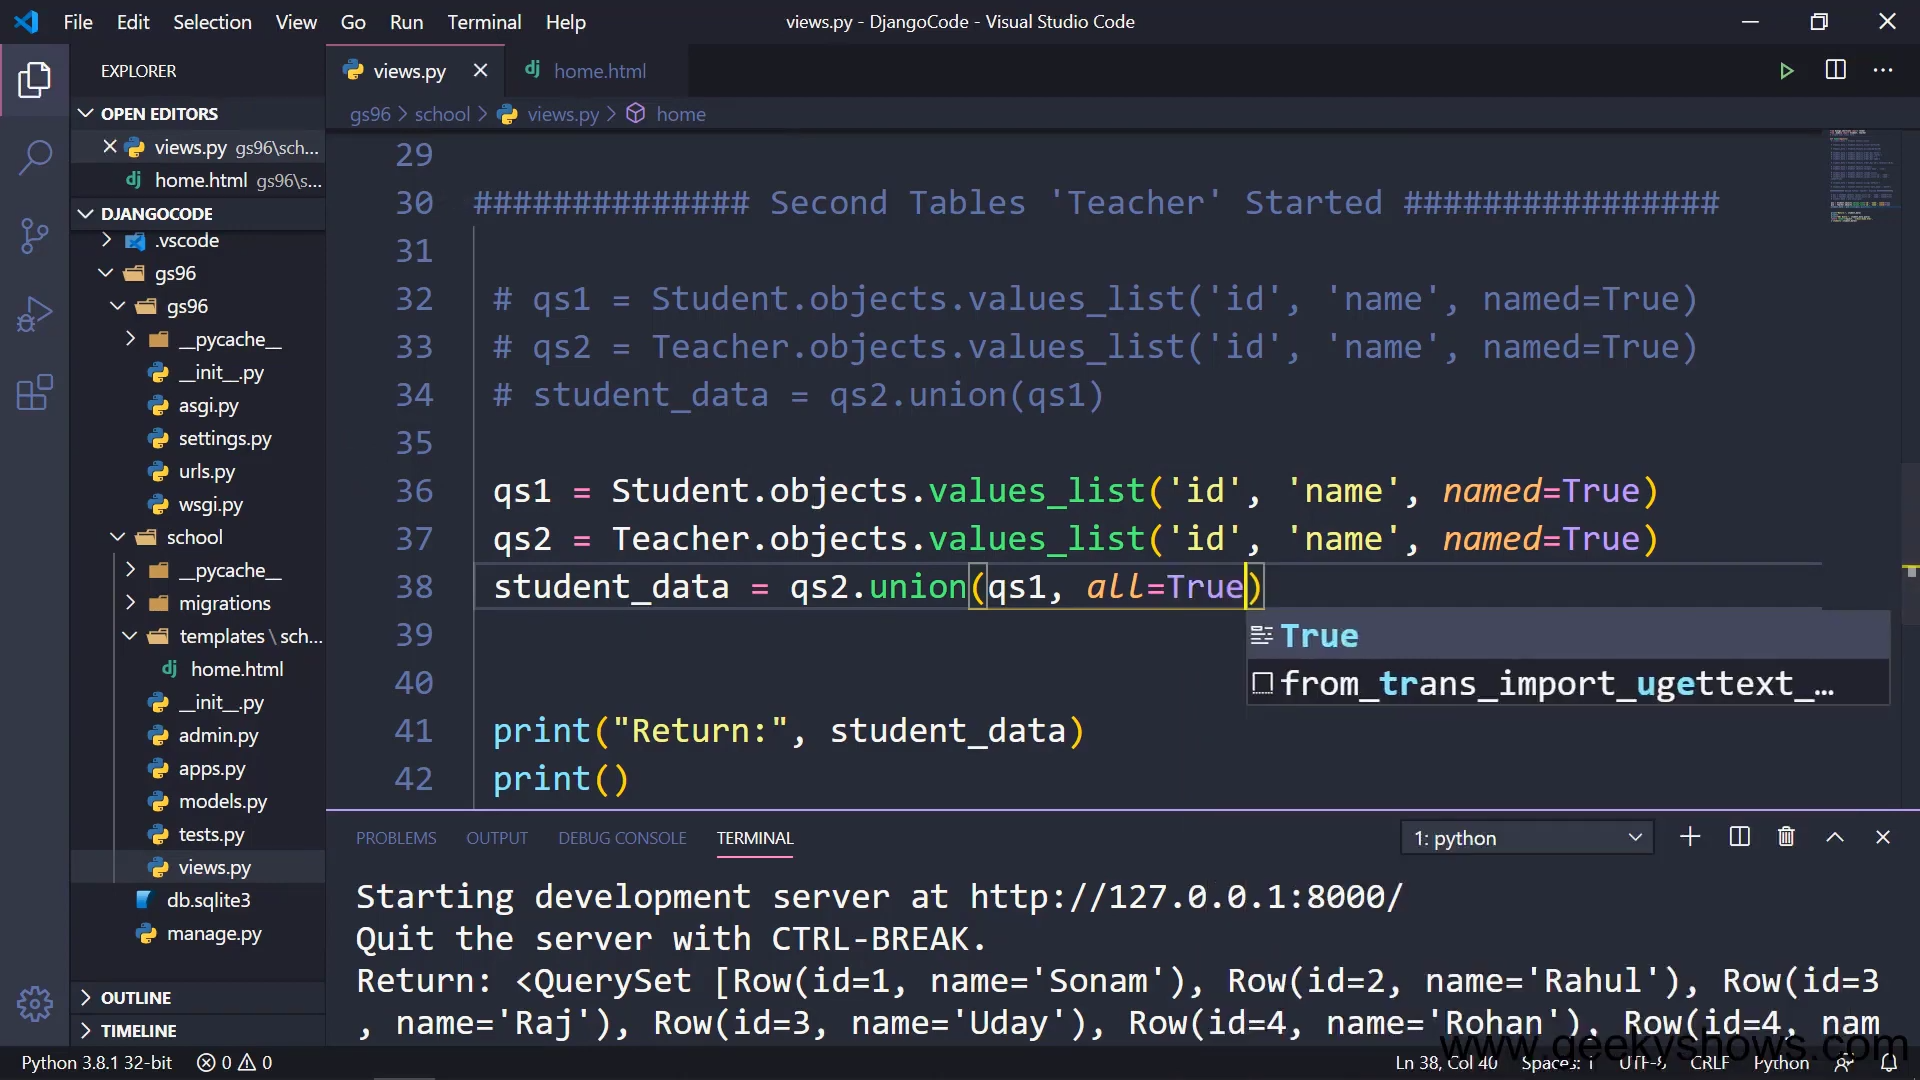 File Edit Selection View Go Run Terminal Help
views.py - DjangoCode - Visual Studio Code
EXPLORER
OPEN EDITORS
views.py gs96\sch...
home.html gs96\s...
DJANGOCODE
.vscode
gs96
gs96
__pycache__
__init__.py
asgi.py
settings.py
urls.py
wsgi.py
school
__pycache__
migrations
templates\sch...
home.html
__init__.py
admin.py
apps.py
models.py
tests.py
views.py
db.sqlite3
manage.py
OUTLINE
TIMELINE
views.py
home.html
gs96 > school > views.py > home
29
30 ############## Second Tables 'Teacher' Started ################
31
32 # qs1 = Student.objects.values_list('id', 'name', named=True)
33 # qs2 = Teacher.objects.values_list('id', 'name', named=True)
34 # student_data = qs2.union(qs1)
35
36 qs1 = Student.objects.values_list('id', 'name', named=True)
37 qs2 = Teacher.objects.values_list('id', 'name', named=True)
38 student_data = qs2.union(qs1, all=True)
39
True
40
from_trans_import_ugettext_...
41 print("Return:", student_data)
42 print()
PROBLEMS OUTPUT DEBUG CONSOLE TERMINAL
1: python
Starting development server at http://127.0.0.1:8000/
Quit the server with CTRL-BREAK.
Return: <QuerySet [Row(id=1, name='Sonam'), Row(id=2, name='Rahul'), Row(id=3
, name='Raj'), Row(id=3, name='Uday'), Row(id=4, name='Rohan'), Row(id=4, nam
www.geekyshows.com
Python 3.8.1 32-bit 0 0
Ln 38, Col 40 Spaces: UTF-8 CRLF Python